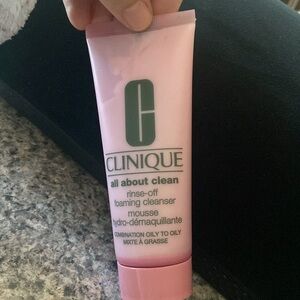 CLINIQUE
all about clean
rinse-off
foaming cleanser
mousse
hydro-démaquillante
COMBINATION OILY TO OILY
MIXTE À GRASSE